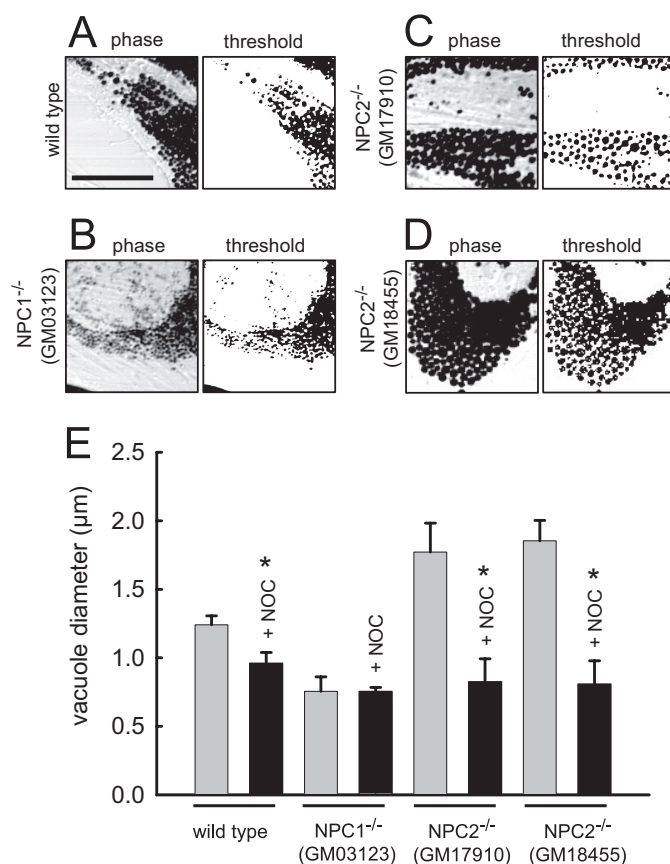 A
phase threshold
wild type
B
phase threshold
NPC1-/-
(GM03123)
C
phase threshold
NPC2-/-
(GM17910)
D
phase threshold
NPC2-/-
(GM18455)
E
vacuole diameter (µm)
2.5
2.0
1.5
1.0
0.5
0.0
* + NOC
+ NOC
* + NOC
* + NOC
wild type
NPC1-/-
(GM03123)
NPC2-/-
(GM17910)
NPC2-/-
(GM18455)